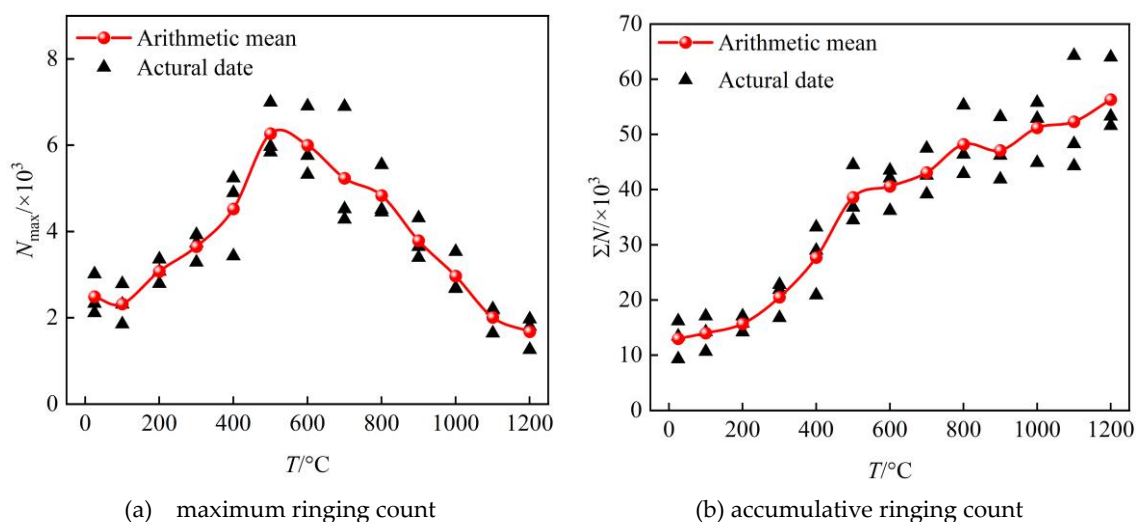 Arithmetic mean
Actural date
8
6
4
2
0
N_max/×10³
0 200 400 600 800 1000 1200
T/°C
(a) maximum ringing count
Arithmetic mean
Actural date
70
60
50
40
30
20
10
0
ΣN/×10³
0 200 400 600 800 1000 1200
T/°C
(b) accumulative ringing count